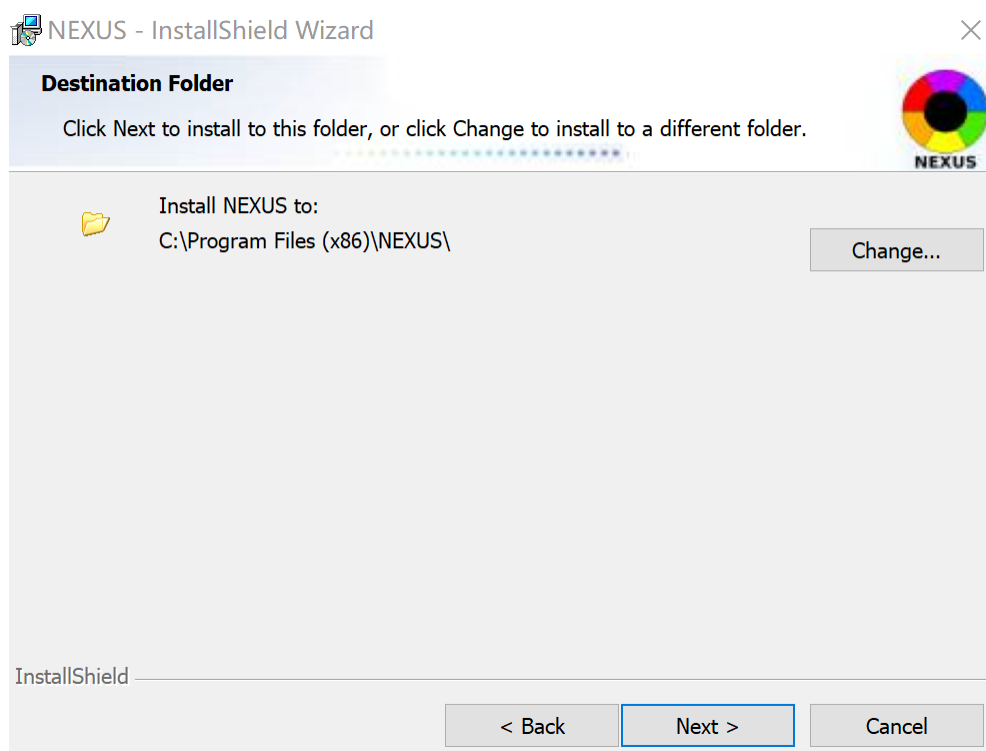 NEXUS - InstallShield Wizard
Destination Folder
Click Next to install to this folder, or click Change to install to a different folder.
NEXUS
Install NEXUS to:
C:\Program Files (x86)\NEXUS\
Change...
InstallShield
< Back
Next >
Cancel